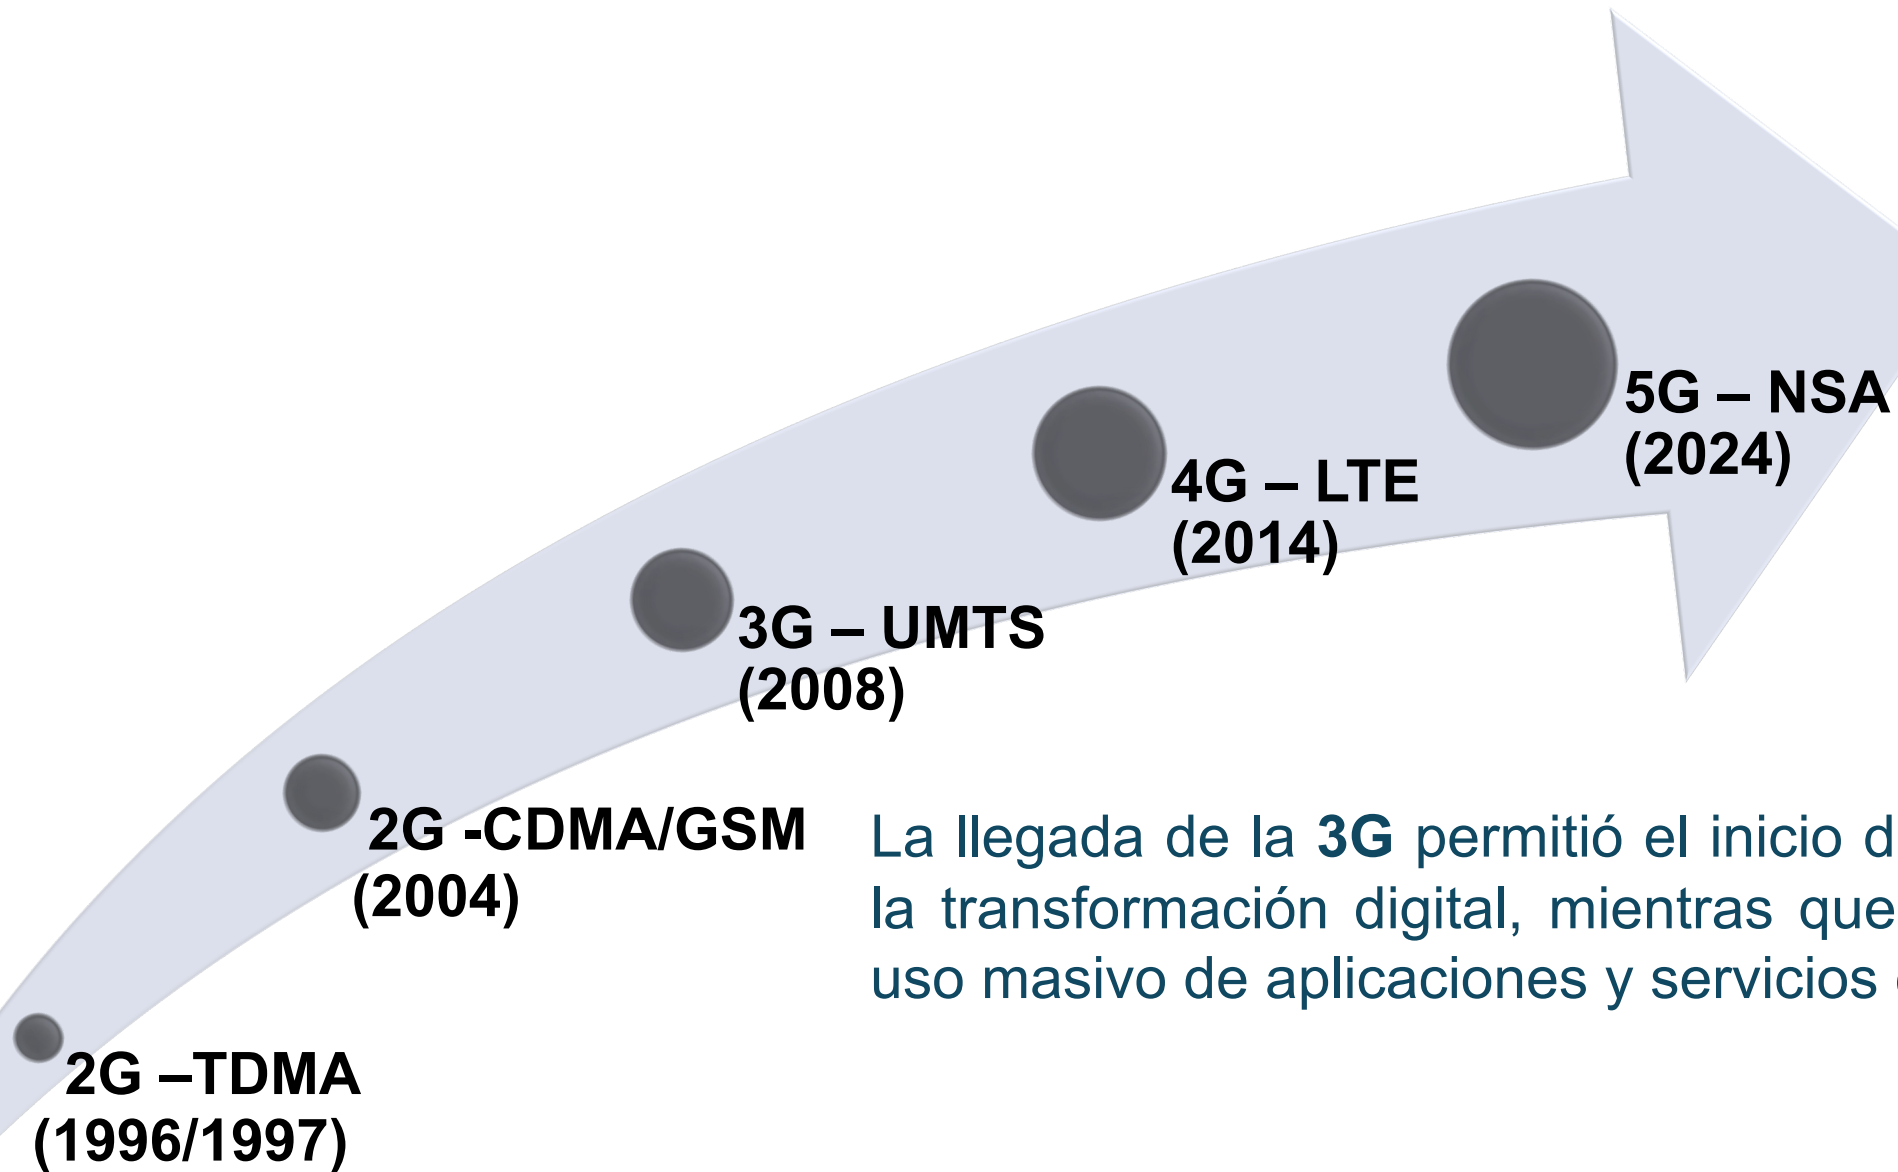 5G – NSA
(2024)
4G – LTE
(2014)
3G – UMTS
(2008)
2G -CDMA/GSM
(2004)
La llegada de la 3G permitió el inicio d
la transformación digital, mientras que
uso masivo de aplicaciones y servicios
2G –TDMA
(1996/1997)